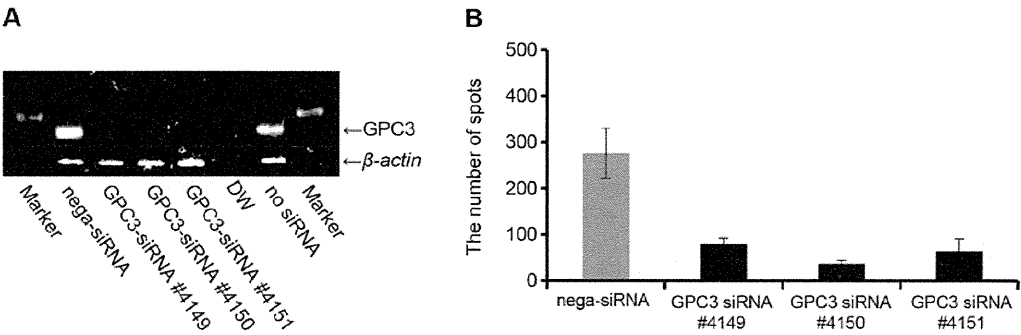 A
←GPC3
←β-actin
Marker
nega-siRNA
GPC3-siRNA #4149
GPC3-siRNA #4150
GPC3-siRNA #4151
DW
no siRNA
Marker
B
The number of spots
500
400
300
200
100
0
nega-siRNA
GPC3 siRNA
#4149
GPC3 siRNA
#4150
GPC3 siRNA
#4151